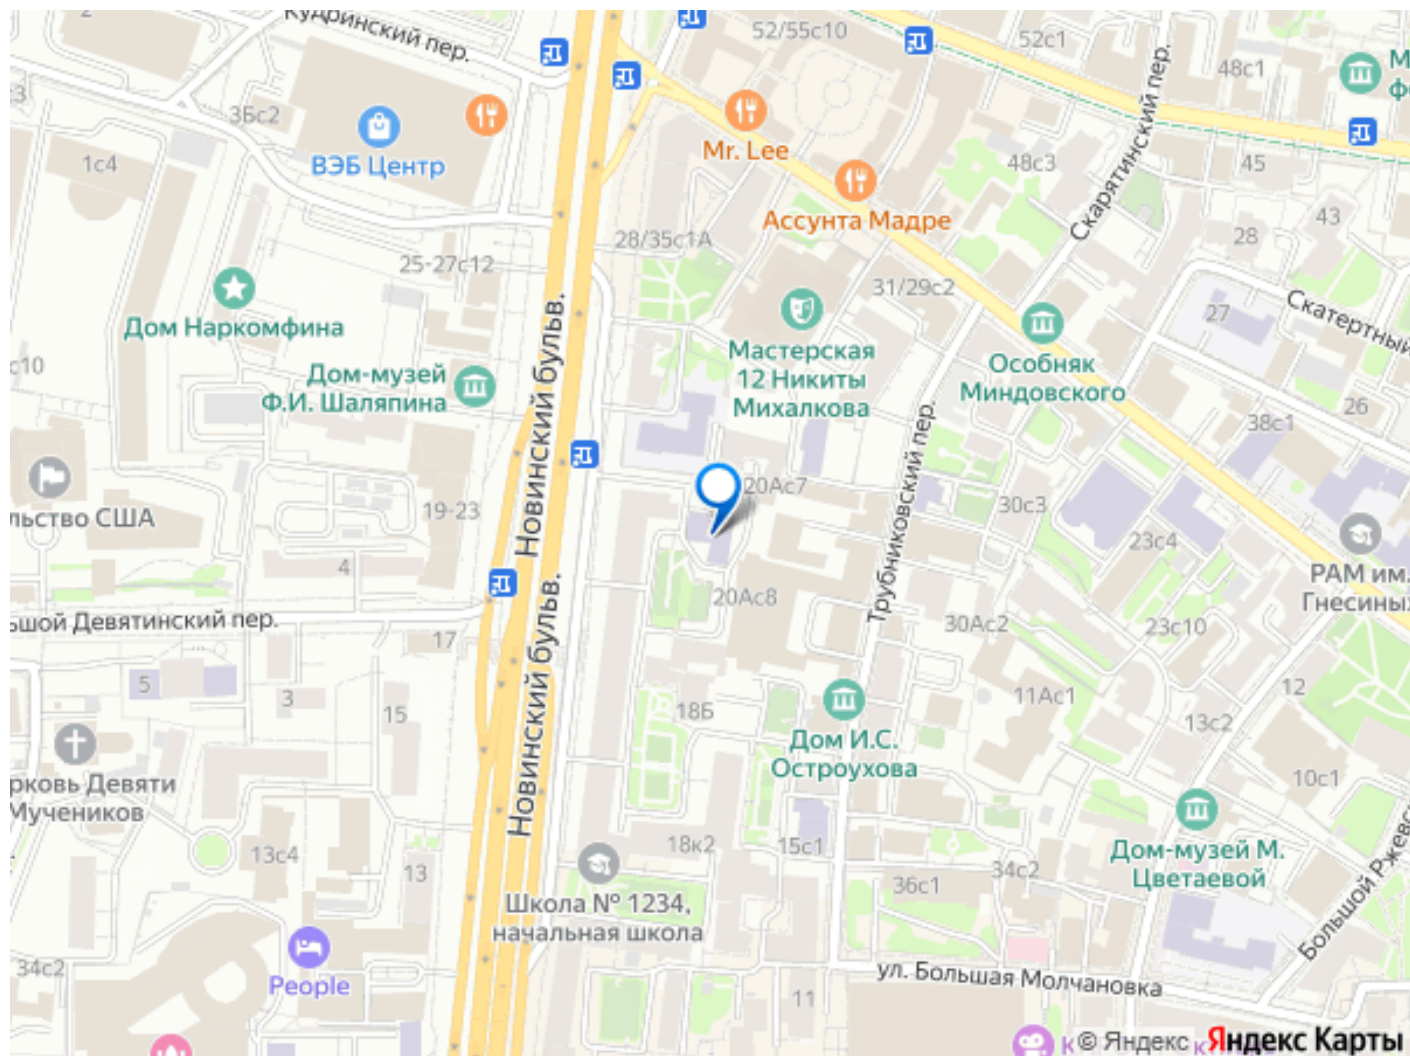 Кудринский пер.
52/55с10
52с1
48с1
М
ф
3
3Бс2
1с4
ВЭБ Центр
Mr. Lee
48с3
45
Скарятинский пер.
Ассунта Мадре
43
28
28/35с1А
25-27с12
31/29с2
Скатертный
27
Дом Наркомфина
Новинский бульв.
Мастерская
12 Никиты
Михалкова
Особняк
Миндовского
с10
Дом-музей
Ф.И. Шаляпина
26
38с1
Трубниковский пер.
20Ас7
30с3
льство США
19-23
23с4
4
РАМ им.
Гнесиных
20Ас8
ьшой Девятинский пер.
17
30Ас2
23с10
Новинский бульв.
5
3
15
18Б
11Ас1
12
13с2
Дом И.С.
Остроухова
рковь Девяти
Мучеников
10с1
13с4
13
18к2
15с1
34с2
36с1
Дом-музей М.
Цветаевой
Школа № 1234,
начальная школа
Большой Ржевс
34с2
People
11
ул. Большая Молчановка
© Яндекс Яндекс Карты